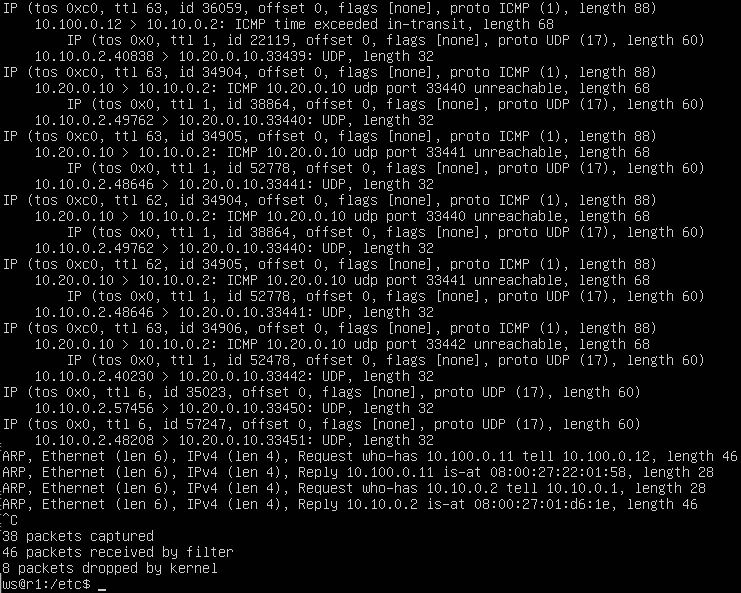 IP (tos 0xc0, ttl 63, id 36059, offset 0, flags [none], proto ICMP (1), length 88)
10.100.0.12 > 10.10.0.2: ICMP time exceeded in-transit, length 68
IP (tos 0x0, ttl 1, id 22119, offset 0, flags [none], proto UDP (17), length 60)
10.10.0.2.40838 > 10.20.0.10.33439: UDP, length 32
IP (tos 0xc0, ttl 63, id 34904, offset 0, flags [none], proto ICMP (1), length 88)
10.20.0.10 > 10.10.0.2: ICMP 10.20.0.10 udp port 33440 unreachable, length 68
IP (tos 0x0, ttl 1, id 38864, offset 0, flags [none], proto UDP (17), length 60)
10.10.0.2.49762 > 10.20.0.10.33440: UDP, length 32
IP (tos 0xc0, ttl 63, id 34905, offset 0, flags [none], proto ICMP (1), length 88)
10.20.0.10 > 10.10.0.2: ICMP 10.20.0.10 udp port 33441 unreachable, length 68
IP (tos 0x0, ttl 1, id 52778, offset 0, flags [none], proto UDP (17), length 60)
10.10.0.2.48646 > 10.20.0.10.33441: UDP, length 32
IP (tos 0xc0, ttl 62, id 34904, offset 0, flags [none], proto ICMP (1), length 88)
10.20.0.10 > 10.10.0.2: ICMP 10.20.0.10 udp port 33440 unreachable, length 68
IP (tos 0x0, ttl 1, id 38864, offset 0, flags [none], proto UDP (17), length 60)
10.10.0.2.49762 > 10.20.0.10.33440: UDP, length 32
IP (tos 0xc0, ttl 62, id 34905, offset 0, flags [none], proto ICMP (1), length 88)
10.20.0.10 > 10.10.0.2: ICMP 10.20.0.10 udp port 33441 unreachable, length 68
IP (tos 0x0, ttl 1, id 52778, offset 0, flags [none], proto UDP (17), length 60)
10.10.0.2.48646 > 10.20.0.10.33441: UDP, length 32
IP (tos 0xc0, ttl 63, id 34906, offset 0, flags [none], proto ICMP (1), length 88)
10.20.0.10 > 10.10.0.2: ICMP 10.20.0.10 udp port 33442 unreachable, length 68
IP (tos 0x0, ttl 1, id 52478, offset 0, flags [none], proto UDP (17), length 60)
10.10.0.2.40230 > 10.20.0.10.33442: UDP, length 32
IP (tos 0x0, ttl 6, id 35023, offset 0, flags [none], proto UDP (17), length 60)
10.10.0.2.57456 > 10.20.0.10.33450: UDP, length 32
IP (tos 0x0, ttl 6, id 57247, offset 0, flags [none], proto UDP (17), length 60)
10.10.0.2.48208 > 10.20.0.10.33451: UDP, length 32
ARP, Ethernet (len 6), IPv4 (len 4), Request who-has 10.100.0.11 tell 10.100.0.12, length 46
ARP, Ethernet (len 6), IPv4 (len 4), Reply 10.100.0.11 is-at 08:00:27:22:01:58, length 28
ARP, Ethernet (len 6), IPv4 (len 4), Request who-has 10.10.0.2 tell 10.10.0.1, length 28
ARP, Ethernet (len 6), IPv4 (len 4), Reply 10.10.0.2 is-at 08:00:27:01:d6:1e, length 46
^C
38 packets captured
46 packets received by filter
8 packets dropped by kernel
ws@r1:/etc$ _